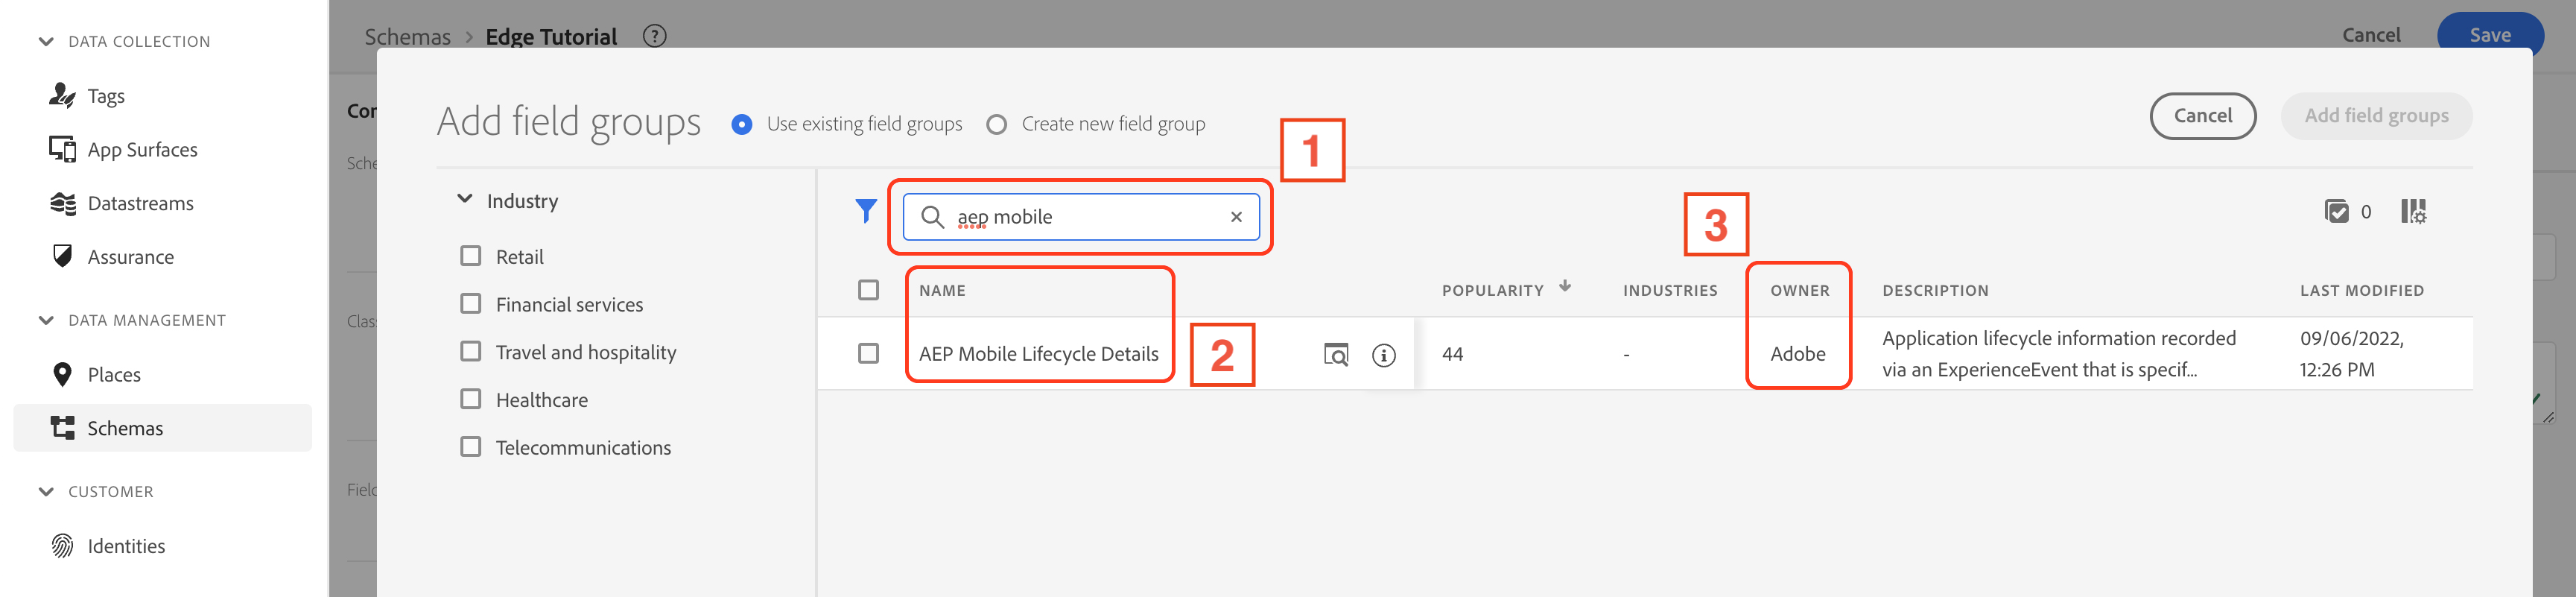 DATA COLLECTION
Tags
App Surfaces
Datastreams
Assurance
DATA MANAGEMENT
Places
Schemas
CUSTOMER
Identities
Schemas > Edge Tutorial ?
Cancel
Save
Add field groups
Use existing field groups
Create new field group
1
Cancel
Add field groups
Industry
Retail
Financial services
Travel and hospitality
Healthcare
Telecommunications
aep mobile
3
0
NAME POPULARITY INDUSTRIES OWNER DESCRIPTION LAST MODIFIED
AEP Mobile Lifecycle Details
2
44
-
Adobe
Application lifecycle information recorded
via an ExperienceEvent that is specif...
09/06/2022,
12:26 PM